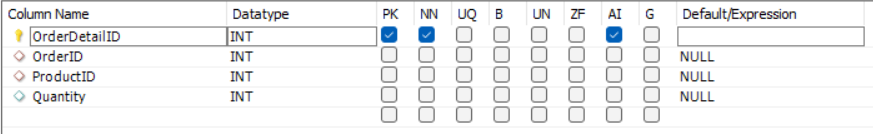 Column Name Datatype PK NN UQ B UN ZF AI G Default/Expression
OrderDetailID INT
OrderID INT NULL
ProductID INT NULL
Quantity INT NULL